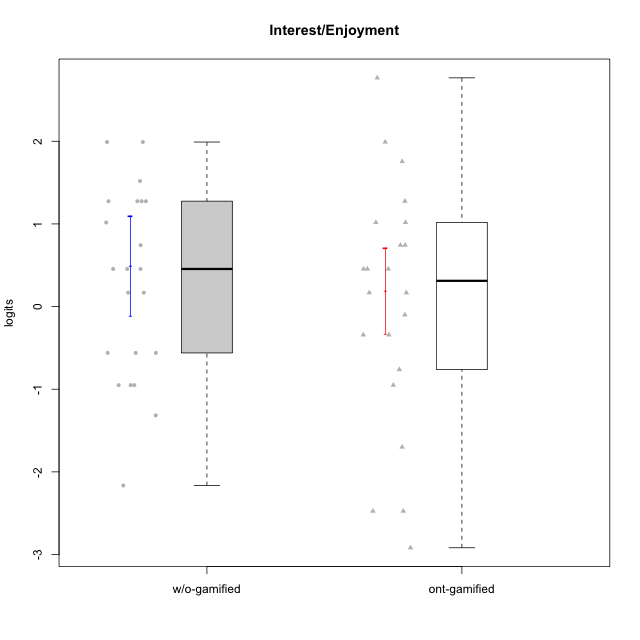 Interest/Enjoyment
logits
2
1
0
-1
-2
-3
w/o-gamified
ont-gamified